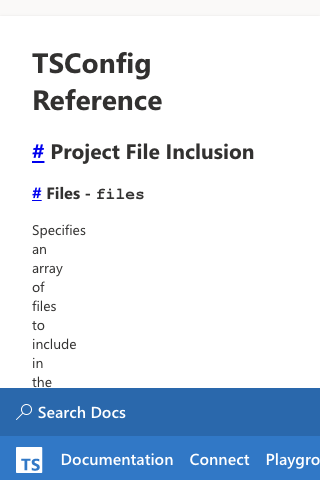 TSConfig
Reference
# Project File Inclusion
# Files - files
Specifies
an
array
of
files
to
include
in
the
Search Docs
TS Documentation Connect Playgro